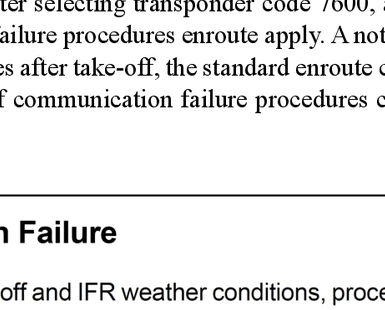 ter selecting transponder code 7600, a
failure procedures enroute apply. A not
es after take-off, the standard enroute c
f communication failure procedures c
n Failure
off and IFR weather conditions, proce